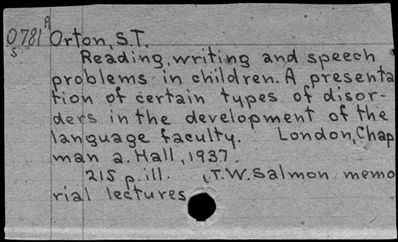 A
0781 Orton, S.T.
S
Reading, writing and speech
problems in children. A presenta
tion of certain types of disor-
ders in the development of the
language faculty. London, Chap
man a. Hall, 1937.
215 p. ill. (T.W. Salmon memo
rial lectures